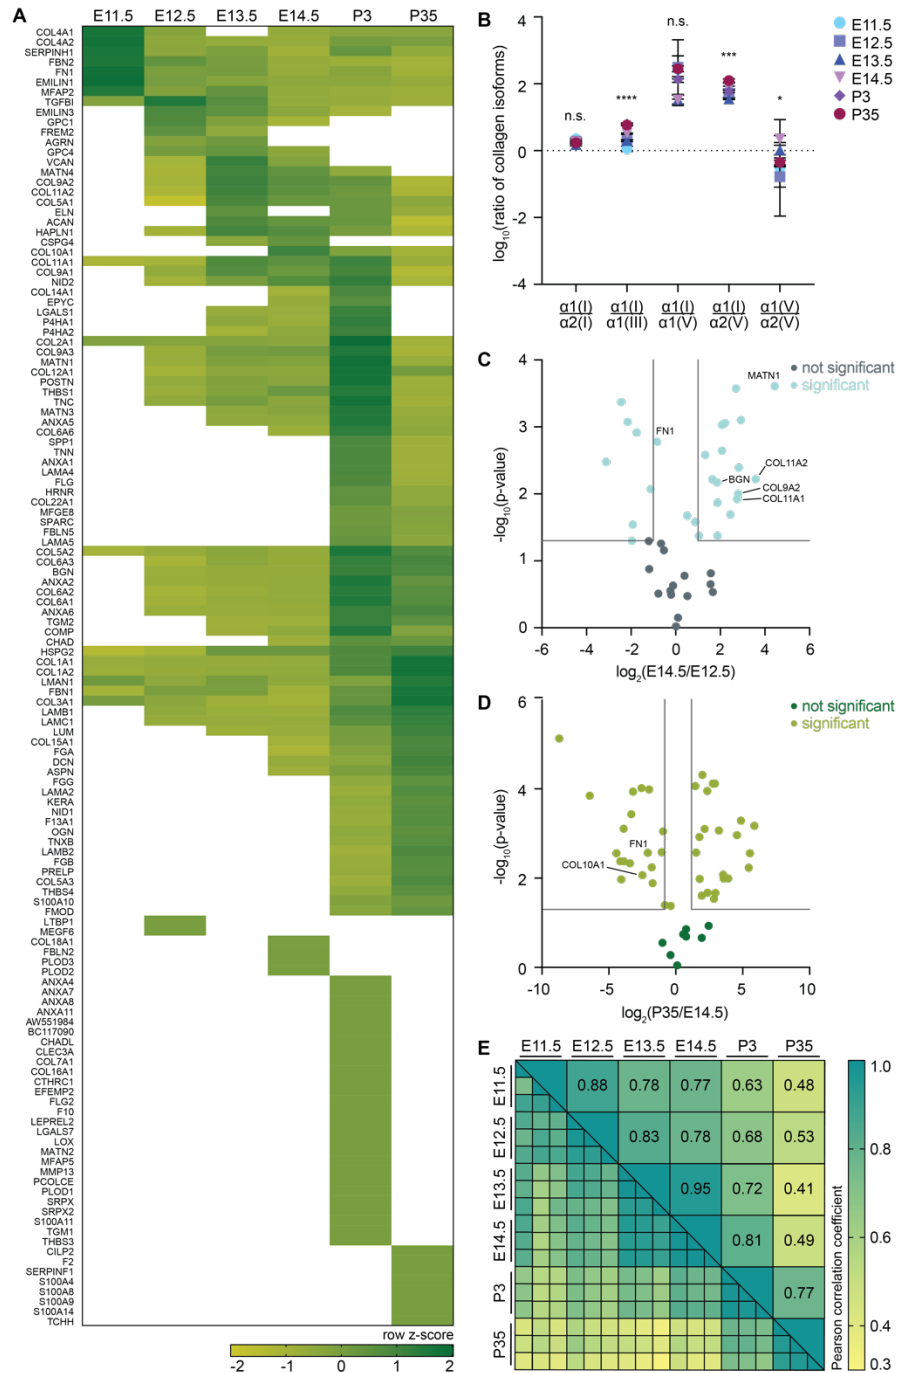 A
E11.5 E12.5 E13.5 E14.5 P3 P35
COL4A1
COL4A2
SERPINH1
FBN2
FN1
EMILIN1
MFAP2
TGFBI
EMILIN3
GPC1
FREM2
AGRN
GPC4
VCAN
MATN4
COL9A2
COL11A2
COL5A1
ELN
ACAN
HAPLN1
CSPG4
COL10A1
COL11A1
COL9A1
NID2
COL14A1
EPYC
LGALS1
P4HA1
P4HA2
COL2A1
COL9A3
MATN1
COL12A1
POSTN
THBS1
TNC
MATN3
ANXA5
COL6A6
SPP1
TNN
ANXA1
LAMA4
FLG
HRNR
COL22A1
MFGE8
SPARC
FBLN5
LAMA5
COL5A2
COL6A3
BGN
ANXA2
COL6A2
COL6A1
ANXA6
TGM2
COMP
CHAD
HSPG2
COL1A1
COL1A2
LMAN1
FBN1
COL3A1
LAMB1
LAMC1
LUM
COL15A1
FGA
DCN
ASPN
FGG
LAMA2
KERA
NID1
F13A1
OGN
TNXB
LAMB2
FGB
PRELP
COL5A3
THBS4
S100A10
FMOD
LTBP1
MEGF6
COL18A1
FBLN2
PLOD3
PLOD2
ANXA4
ANXA7
ANXA8
ANXA11
AW551984
BC117090
CHADL
CLEC3A
COL7A1
COL16A1
CTHRC1
EFEMP2
FLG2
F10
LEPREL2
LGALS7
LOX
MATN2
MFAP5
MMP13
PCOLCE
PLOD1
SRPX
SRPX2
S100A11
TGM1
THBS3
CILP2
F2
SERPINF1
S100A4
S100A8
S100A9
S100A14
TCHH
row z-score
-2 -1 0 1 2
B
log10(ratio of collagen isoforms)
4
2
0
-2
-4
n.s.
****
n.s.
***
*
α1(I) α1(I) α1(I) α1(I) α1(V)
α2(I) α1(III) α1(V) α2(V) α2(V)
E11.5
E12.5
E13.5
E14.5
P3
P35
C
not significant
significant
-log10(p-value)
4
3
2
1
0
MATN1
FN1
COL11A2
BGN
COL9A2
COL11A1
-6 -4 -2 0 2 4 6
log2(E14.5/E12.5)
D
not significant
significant
-log10(p-value)
6
4
2
0
FN1
COL10A1
-10 -5 0 5 10
log2(P35/E14.5)
E
E11.5 E12.5 E13.5 E14.5 P3 P35
E11.5 0.88 0.78 0.77 0.63 0.48
E12.5 0.83 0.78 0.68 0.53
E13.5 0.95 0.72 0.41
E14.5 0.81 0.49
P3 0.77
P35
Pearson correlation coefficient
1.0
0.8
0.6
0.4
0.3